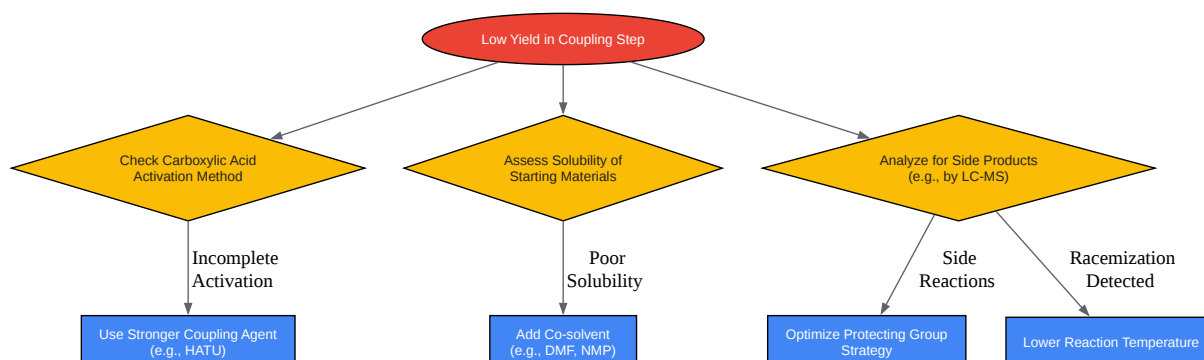 Low Yield in Coupling Step
Check Carboxylic Acid
Activation Method
Assess Solubility of
Starting Materials
Analyze for Side Products
(e.g., by LC-MS)
Incomplete
Activation
Poor
Solubility
Side
Reactions
Racemization
Detected
Use Stronger Coupling Agent
(e.g., HATU)
Add Co-solvent
(e.g., DMF, NMP)
Optimize Protecting Group
Strategy
Lower Reaction Temperature